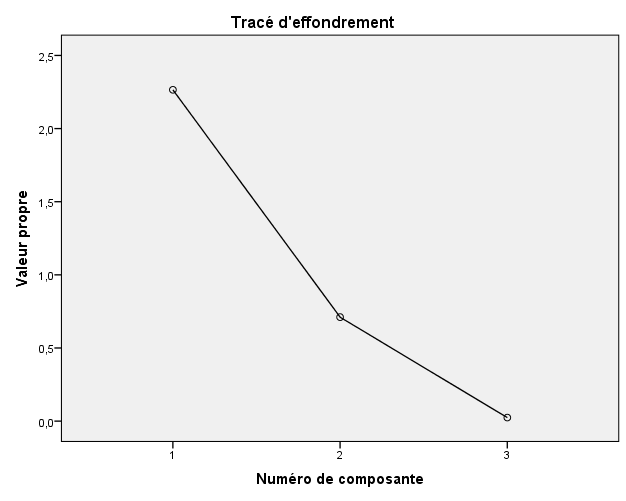 Tracé d'effondrement
2,5
2,0
1,5
1,0
0,5
0,0
Valeur propre
1 2 3
Numéro de composante